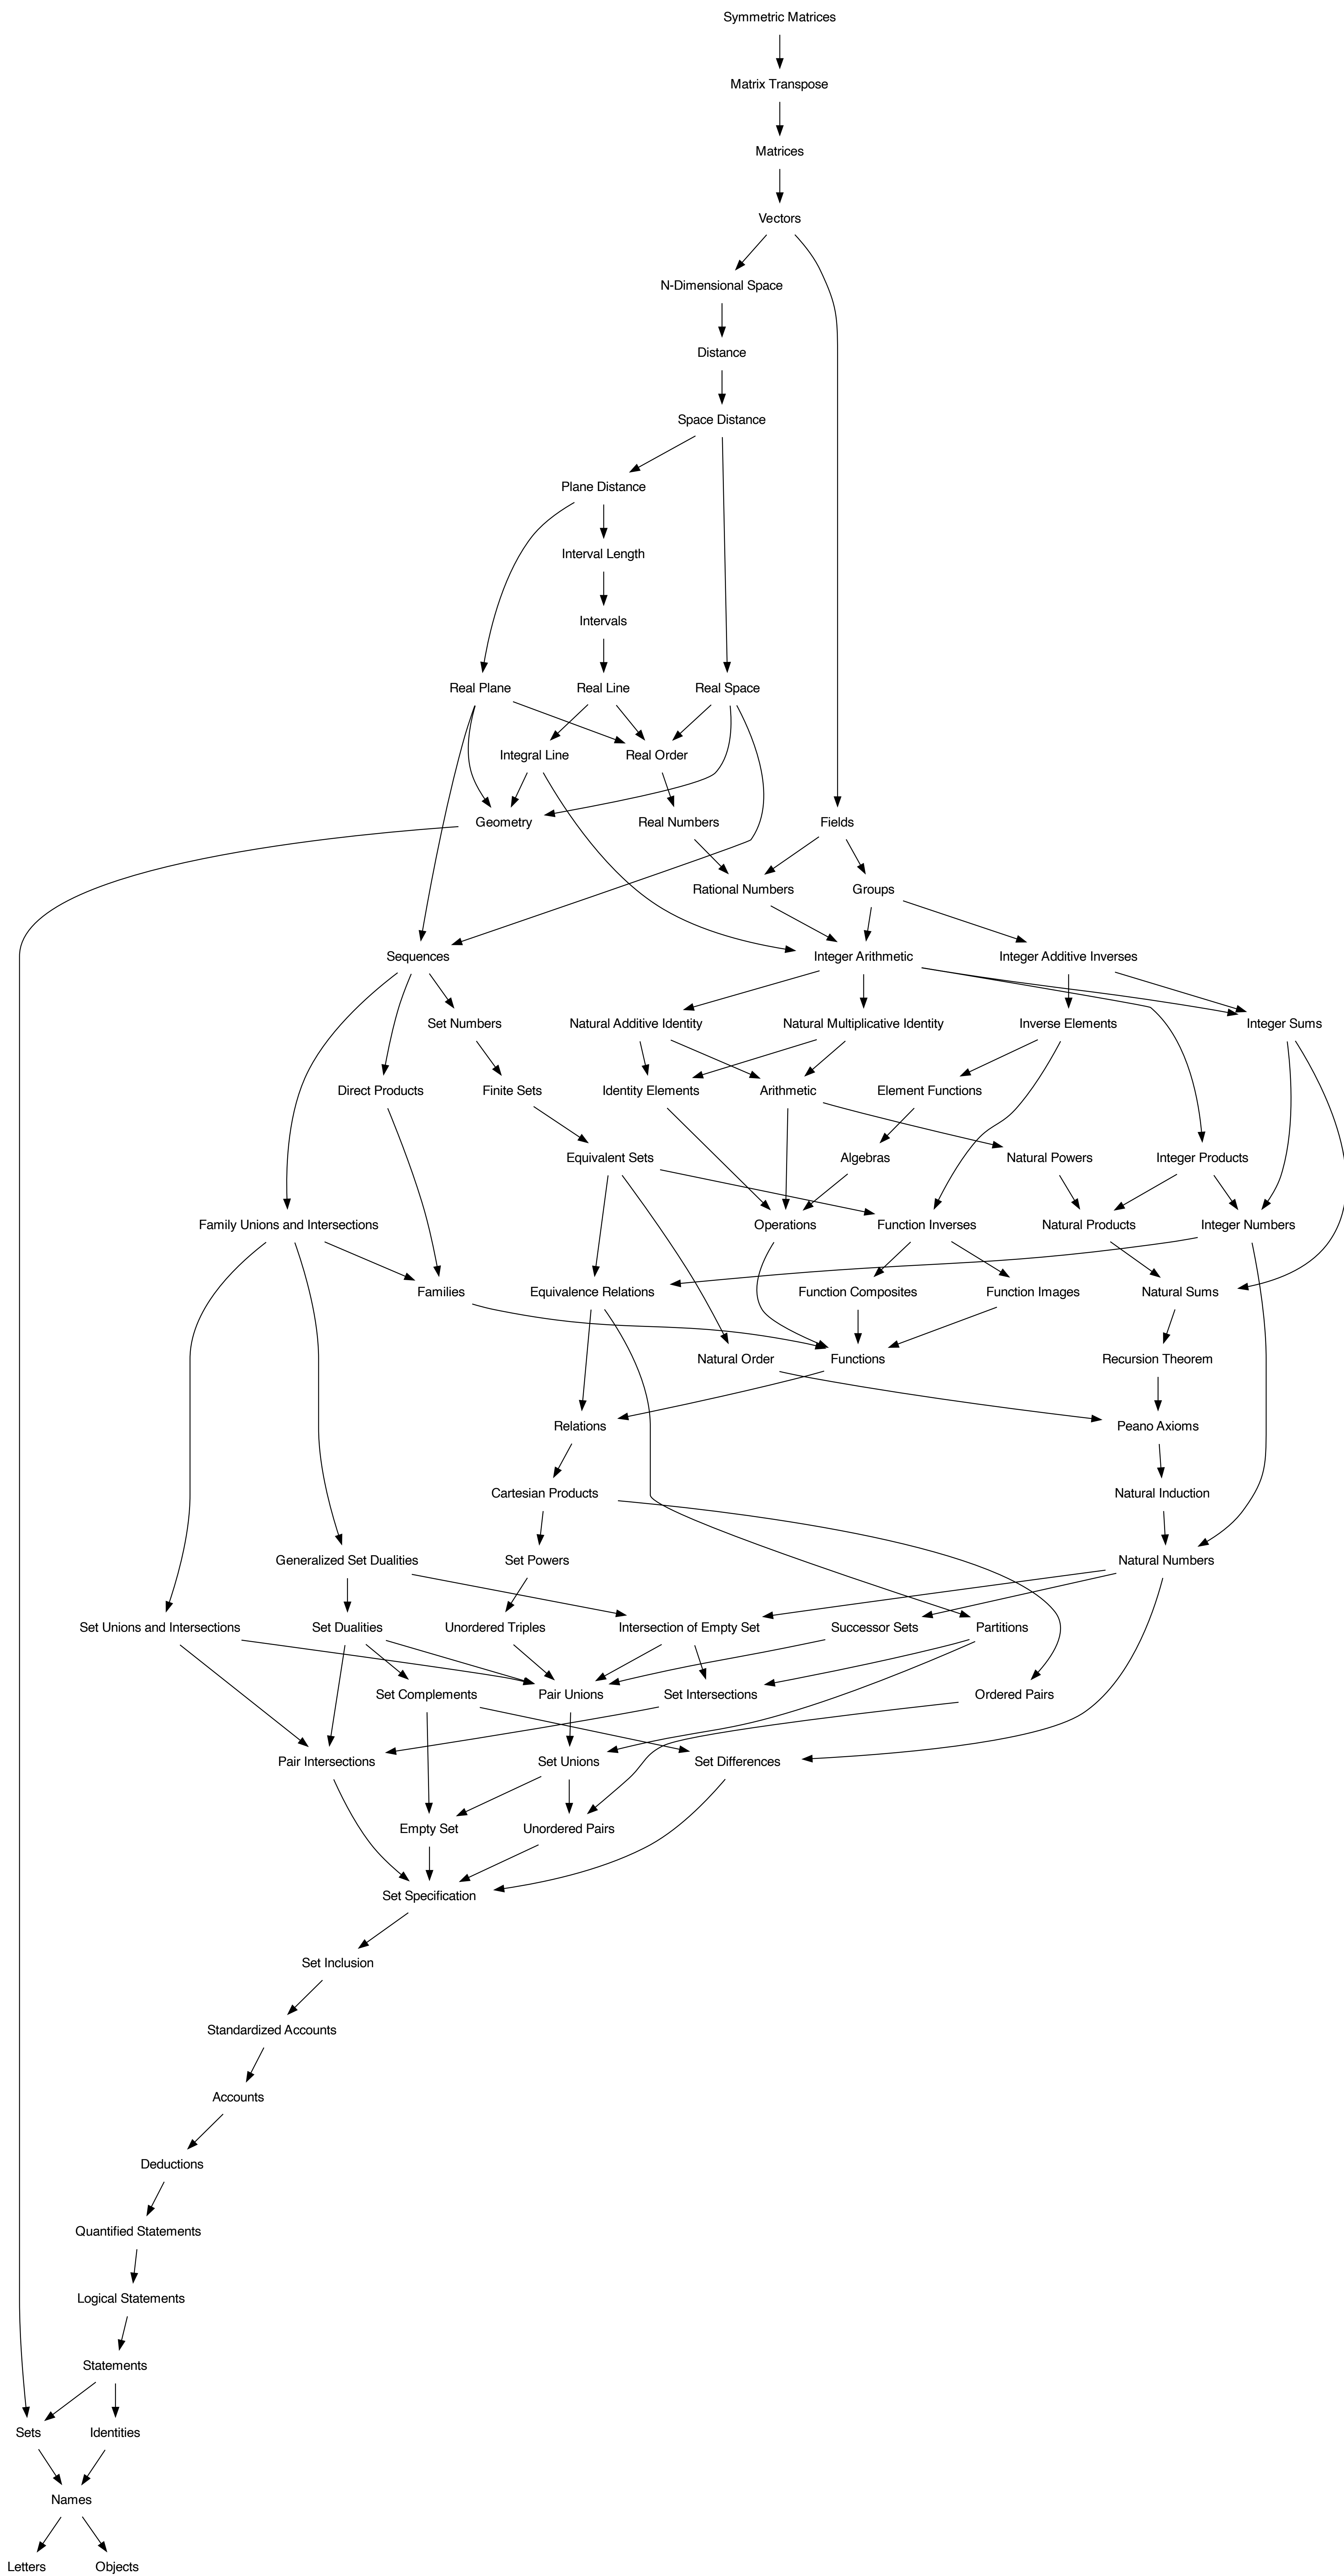 Symmetric Matrices
Matrix Transpose
Matrices
Vectors
N-Dimensional Space
Distance
Space Distance
Plane Distance
Interval Length
Intervals
Real Plane
Real Line
Real Space
Integral Line
Real Order
Geometry
Real Numbers
Fields
Rational Numbers
Groups
Sequences
Integer Arithmetic
Integer Additive Inverses
Set Numbers
Natural Additive Identity
Natural Multiplicative Identity
Inverse Elements
Integer Sums
Direct Products
Finite Sets
Identity Elements
Arithmetic
Element Functions
Equivalent Sets
Algebras
Natural Powers
Integer Products
Family Unions and Intersections
Operations
Function Inverses
Natural Products
Integer Numbers
Families
Equivalence Relations
Function Composites
Function Images
Natural Sums
Natural Order
Functions
Recursion Theorem
Relations
Peano Axioms
Cartesian Products
Natural Induction
Generalized Set Dualities
Set Powers
Natural Numbers
Set Unions and Intersections
Set Dualities
Unordered Triples
Intersection of Empty Set
Successor Sets
Partitions
Set Complements
Pair Unions
Set Intersections
Ordered Pairs
Pair Intersections
Set Unions
Set Differences
Empty Set
Unordered Pairs
Set Specification
Set Inclusion
Standardized Accounts
Accounts
Deductions
Quantified Statements
Logical Statements
Statements
Sets
Identities
Names
Letters
Objects